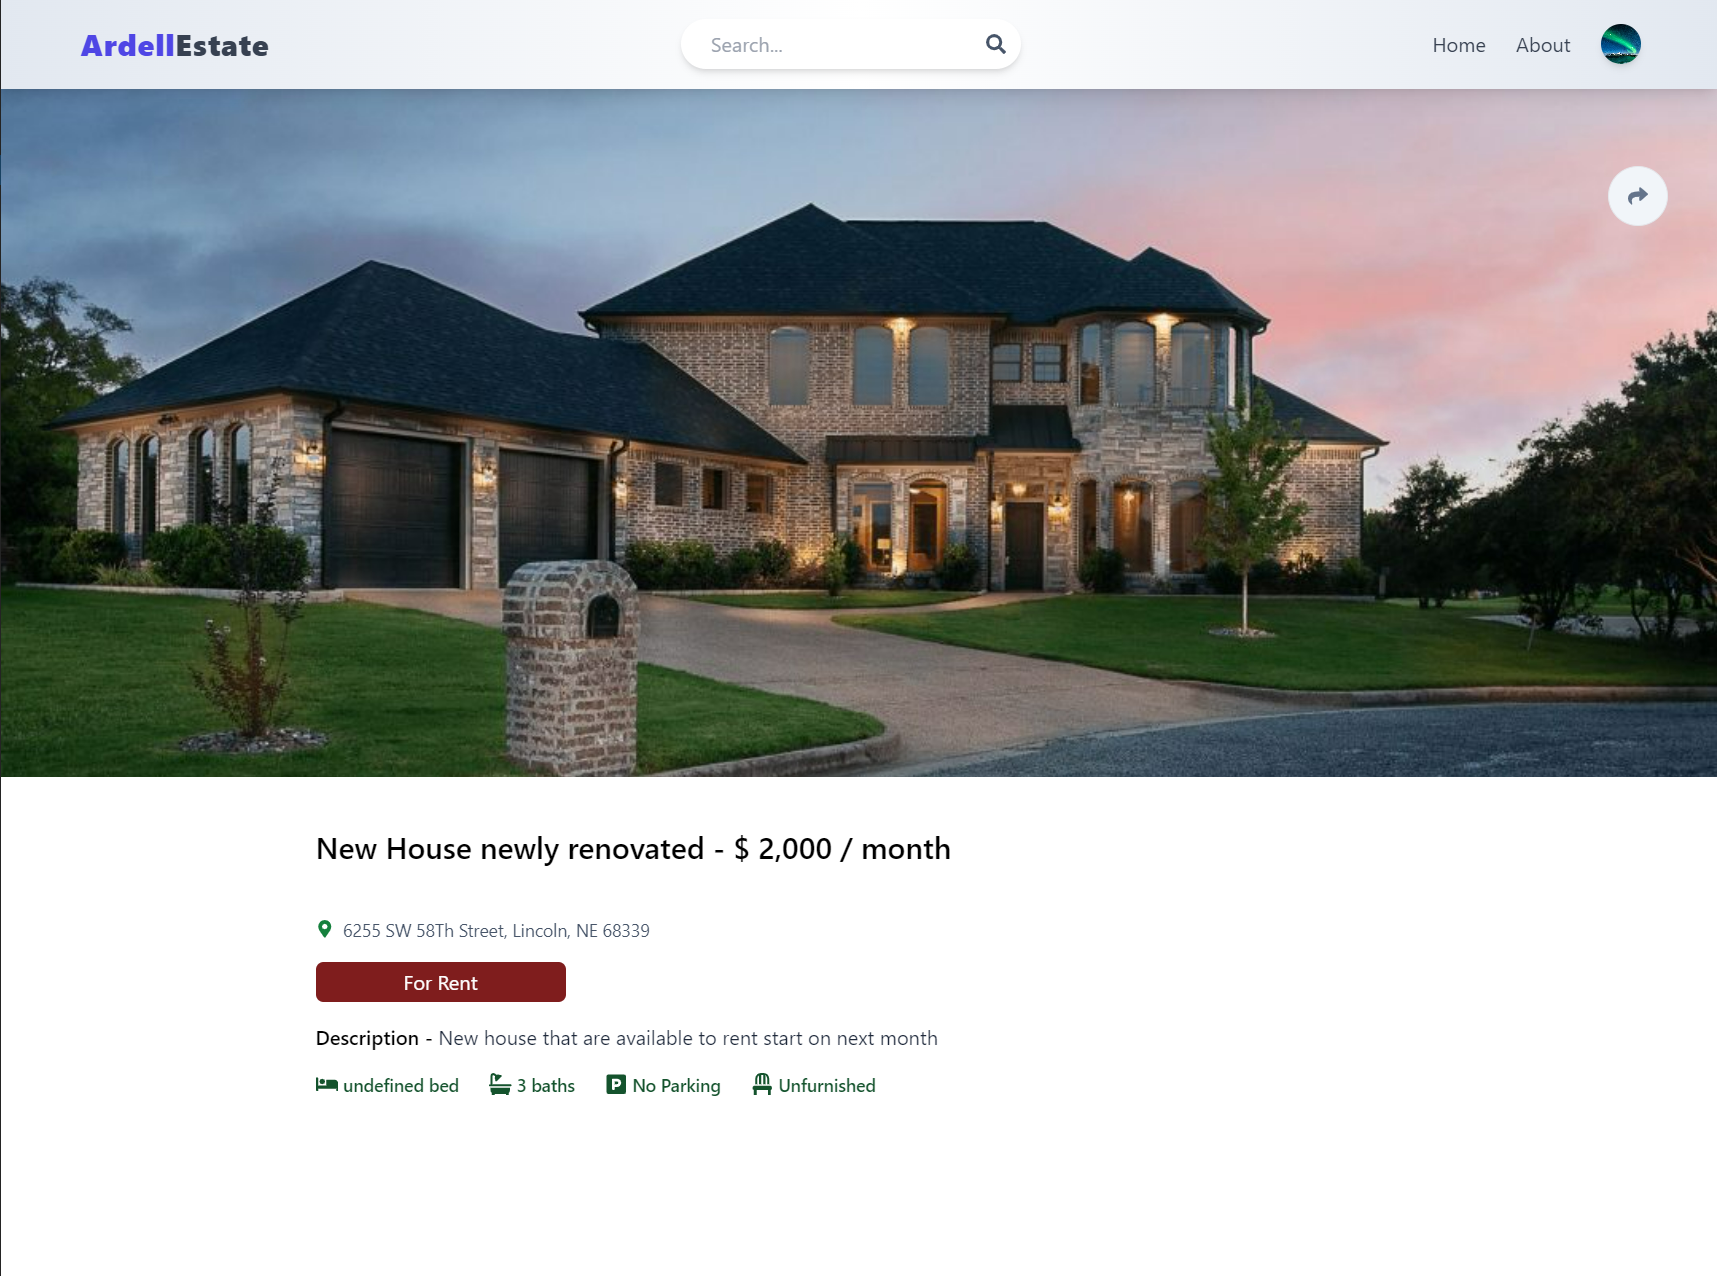 ArdellEstate
Search...
Home
About
New House newly renovated - $ 2,000 / month
6255 SW 58Th Street, Lincoln, NE 68339
For Rent
Description - New house that are available to rent start on next month
undefined bed
3 baths
P
No Parking
Unfurnished